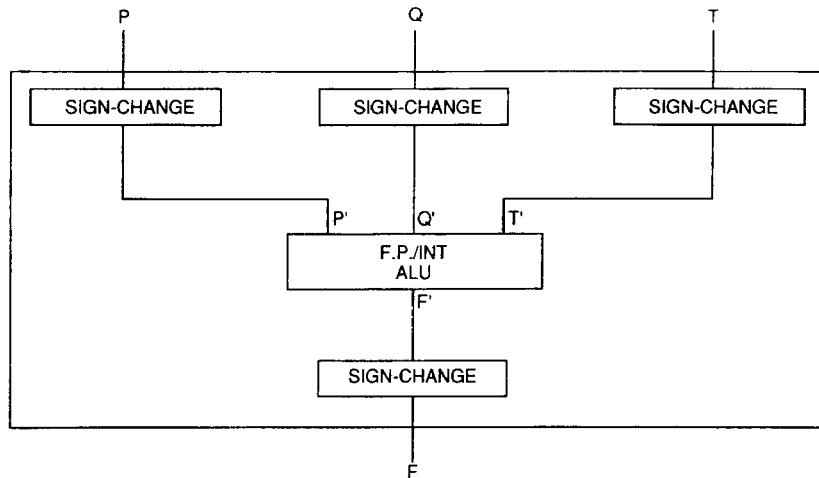 P Q T
SIGN-CHANGE SIGN-CHANGE SIGN-CHANGE
P' Q' T'
F.P./INT
ALU
F'
SIGN-CHANGE
F